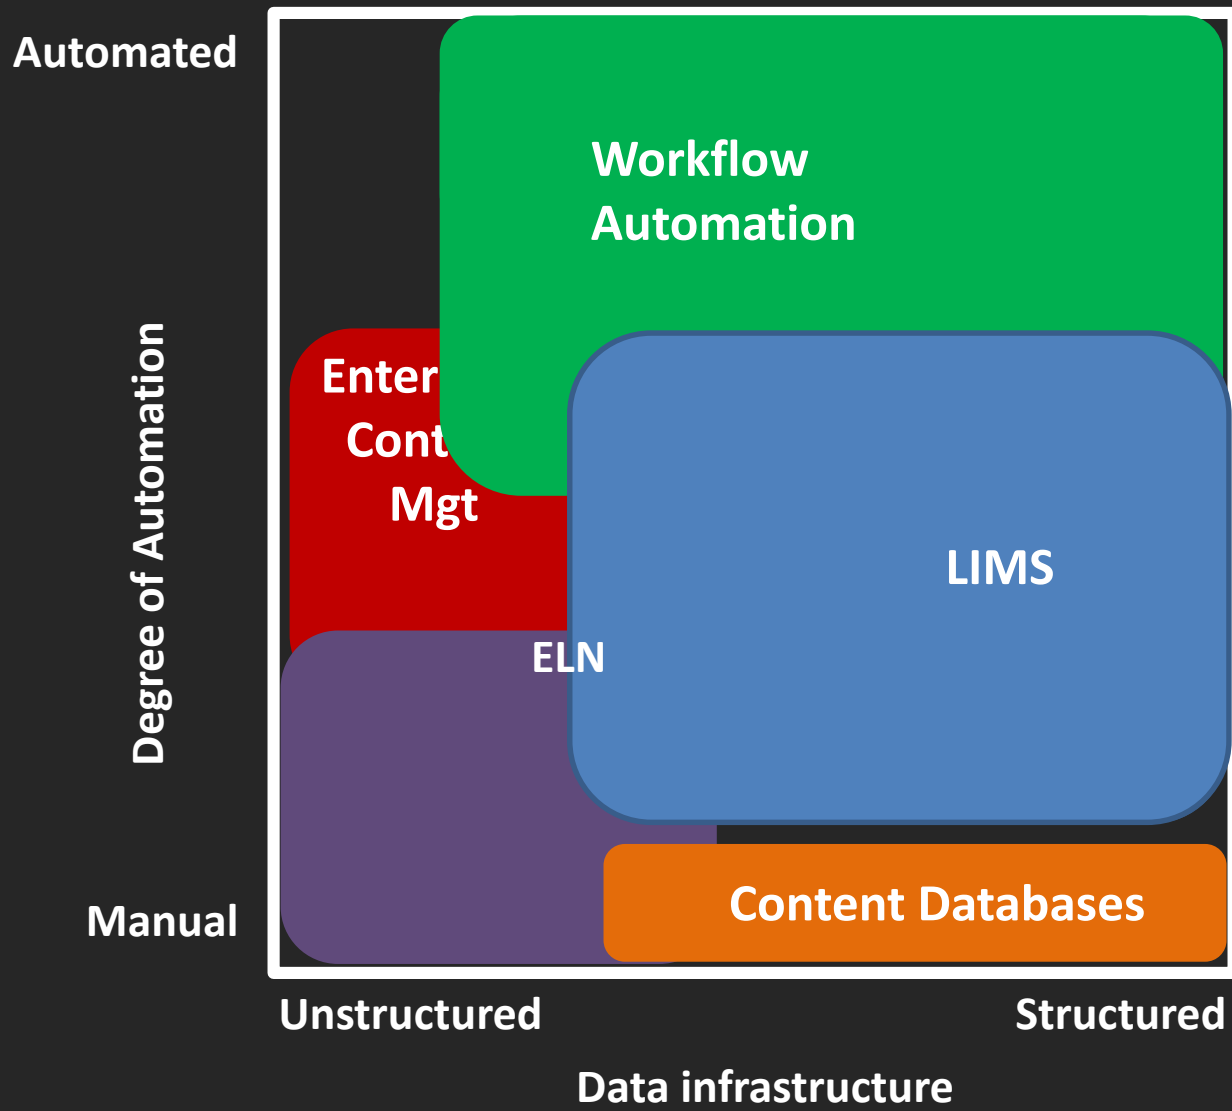 Automated
Workflow
Automation
Degree of Automation
Enter
Cont
Mgt
LIMS
ELN
Manual
Content Databases
Unstructured
Structured
Data infrastructure